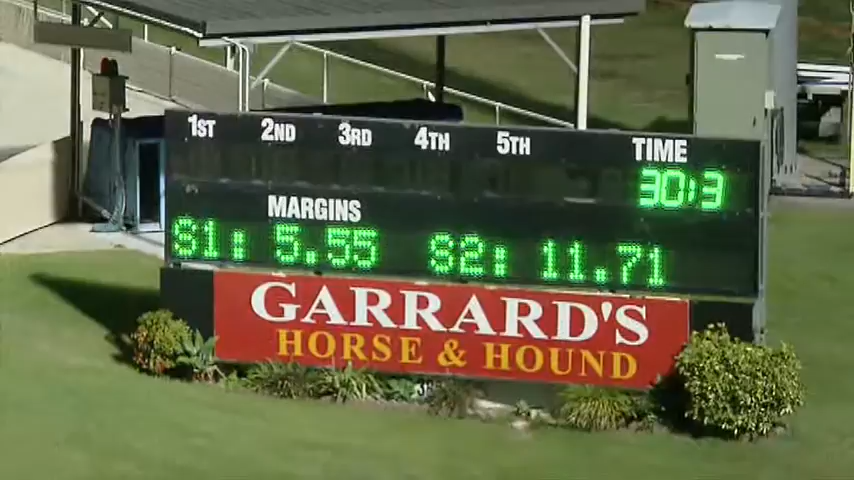 1ST 2ND 3RD 4TH 5TH TIME
30:3
MARGINS
S1: 5.55 S2: 11.71
GARRARD'S
HORSE & HOUND